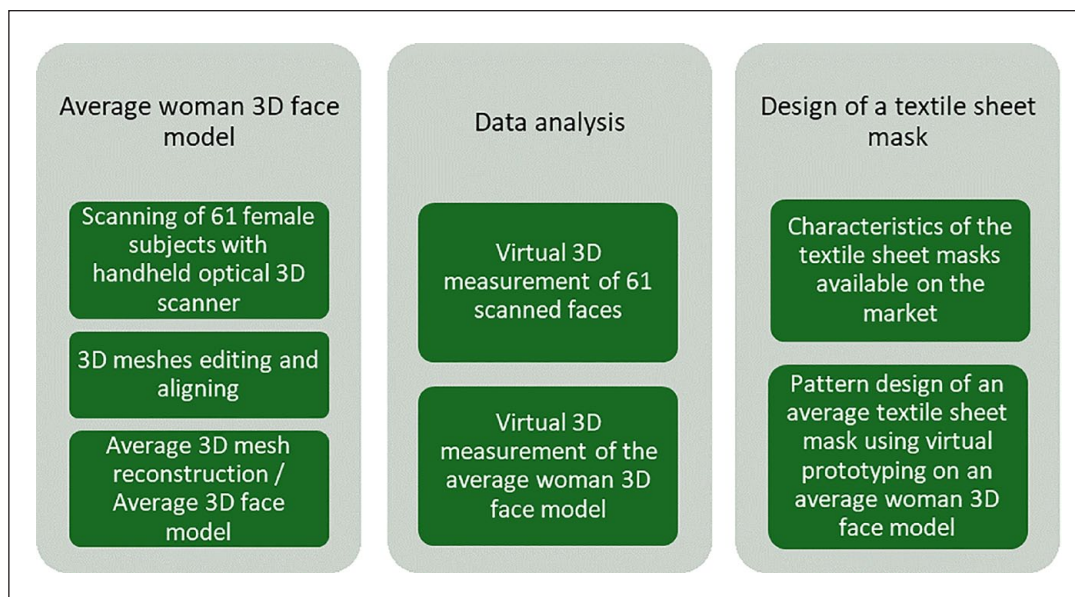 Average woman 3D face
model
Scanning of 61 female
subjects with
handheld optical 3D
scanner
3D meshes editing and
aligning
Average 3D mesh
reconstruction /
Average 3D face
model
Data analysis
Virtual 3D
measurement of 61
scanned faces
Virtual 3D
measurement of the
average woman 3D
face model
Design of a textile sheet
mask
Characteristics of the
textile sheet masks
available on the
market
Pattern design of an
average textile sheet
mask using virtual
prototyping on an
average woman 3D
face model